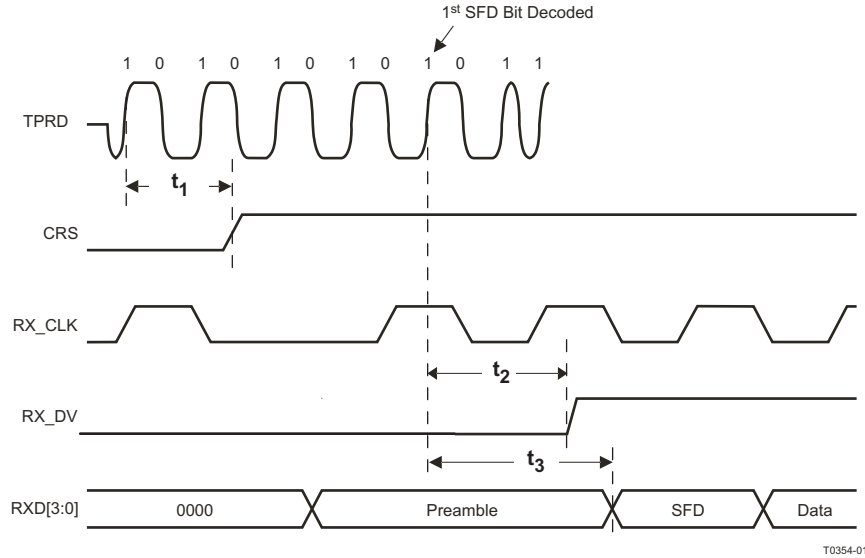 1st SFD Bit Decoded
1 0 1 0 1 0 1 0 1 0 1 1
TPRD
t1
CRS
RX_CLK
t2
RX_DV
t3
RXD[3:0] 0000 Preamble SFD Data
T0354-01